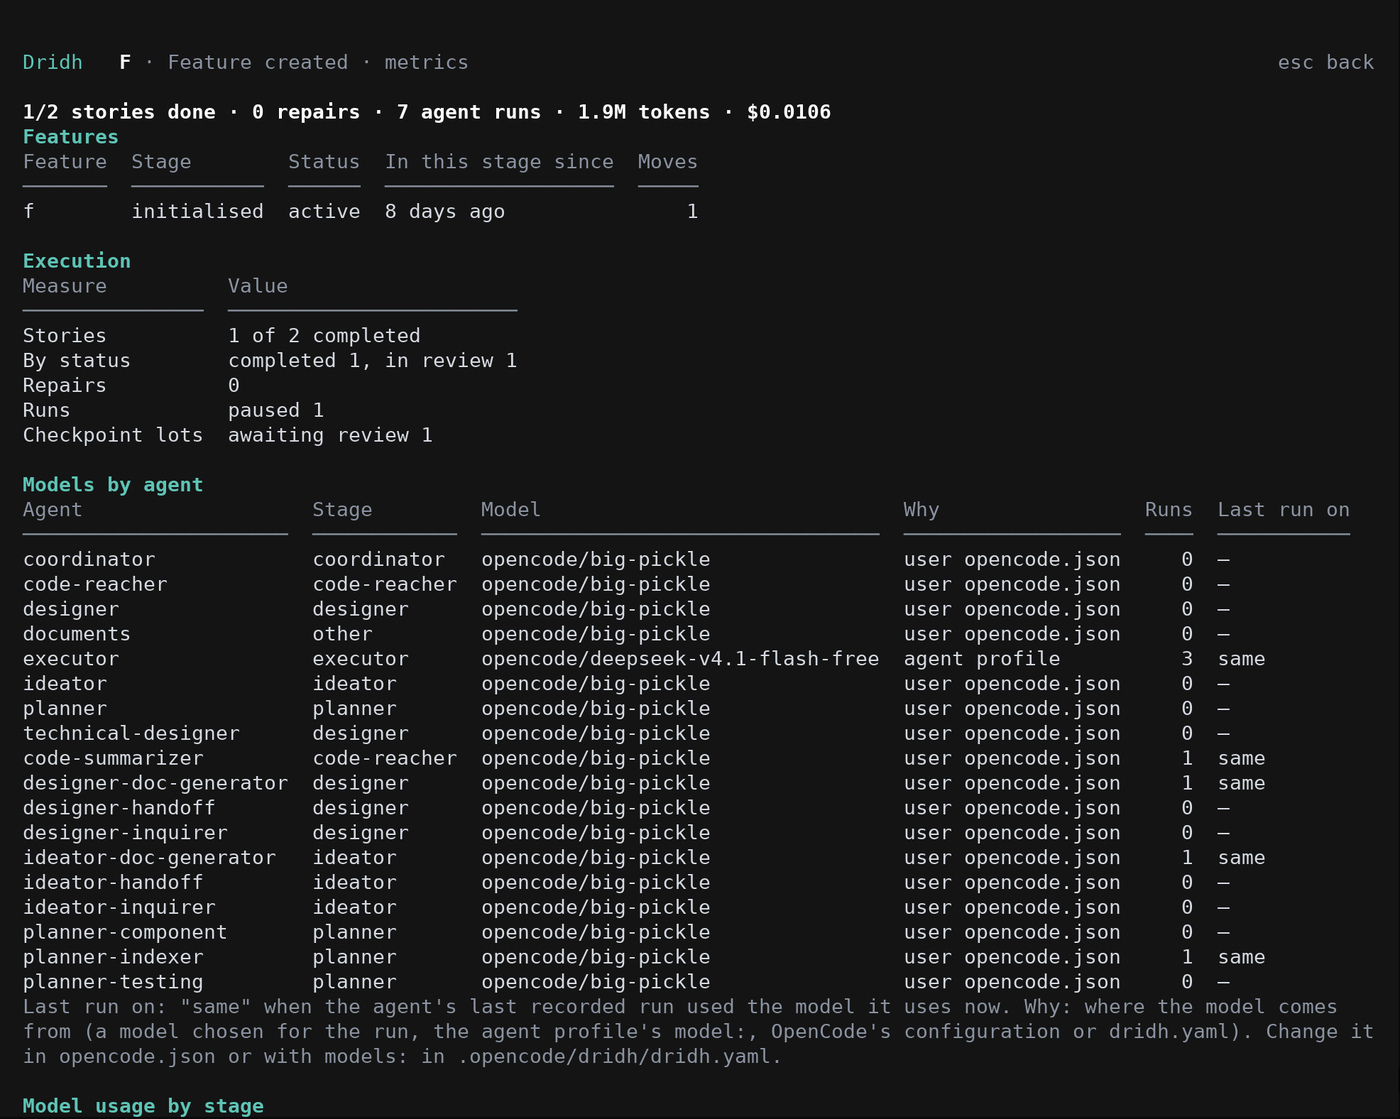 Dridh   F · Feature created · metrics   esc back
1/2 stories done · 0 repairs · 7 agent runs · 1.9M tokens · $0.0106
Features
Feature  Stage        Status  In this stage since  Moves
f        initialised  active  8 days ago               1
Execution
Measure          Value
Stories          1 of 2 completed
By status        completed 1, in review 1
Repairs          0
Runs             paused 1
Checkpoint lots  awaiting review 1
Models by agent
Agent                   Stage         Model                              Why                 Runs  Last run on
coordinator             coordinator   opencode/big-pickle                user opencode.json     0  —
code-reacher            code-reacher  opencode/big-pickle                user opencode.json     0  —
designer                designer      opencode/big-pickle                user opencode.json     0  —
documents               other         opencode/big-pickle                user opencode.json     0  —
executor                executor      opencode/deepseek-v4.1-flash-free  agent profile          3  same
ideator                 ideator       opencode/big-pickle                user opencode.json     0  —
planner                 planner       opencode/big-pickle                user opencode.json     0  —
technical-designer      designer      opencode/big-pickle                user opencode.json     0  —
code-summarizer         code-reacher  opencode/big-pickle                user opencode.json     1  same
designer-doc-generator  designer      opencode/big-pickle                user opencode.json     1  same
designer-handoff        designer      opencode/big-pickle                user opencode.json     0  —
designer-inquirer       designer      opencode/big-pickle                user opencode.json     0  —
ideator-doc-generator   ideator       opencode/big-pickle                user opencode.json     1  same
ideator-handoff         ideator       opencode/big-pickle                user opencode.json     0  —
ideator-inquirer        ideator       opencode/big-pickle                user opencode.json     0  —
planner-component       planner       opencode/big-pickle                user opencode.json     0  —
planner-indexer         planner       opencode/big-pickle                user opencode.json     1  same
planner-testing         planner       opencode/big-pickle                user opencode.json     0  —
Last run on: "same" when the agent's last recorded run used the model it uses now. Why: where the model comes
from (a model chosen for the run, the agent profile's model:, OpenCode's configuration or dridh.yaml). Change it
in opencode.json or with models: in .opencode/dridh/dridh.yaml.
Model usage by stage